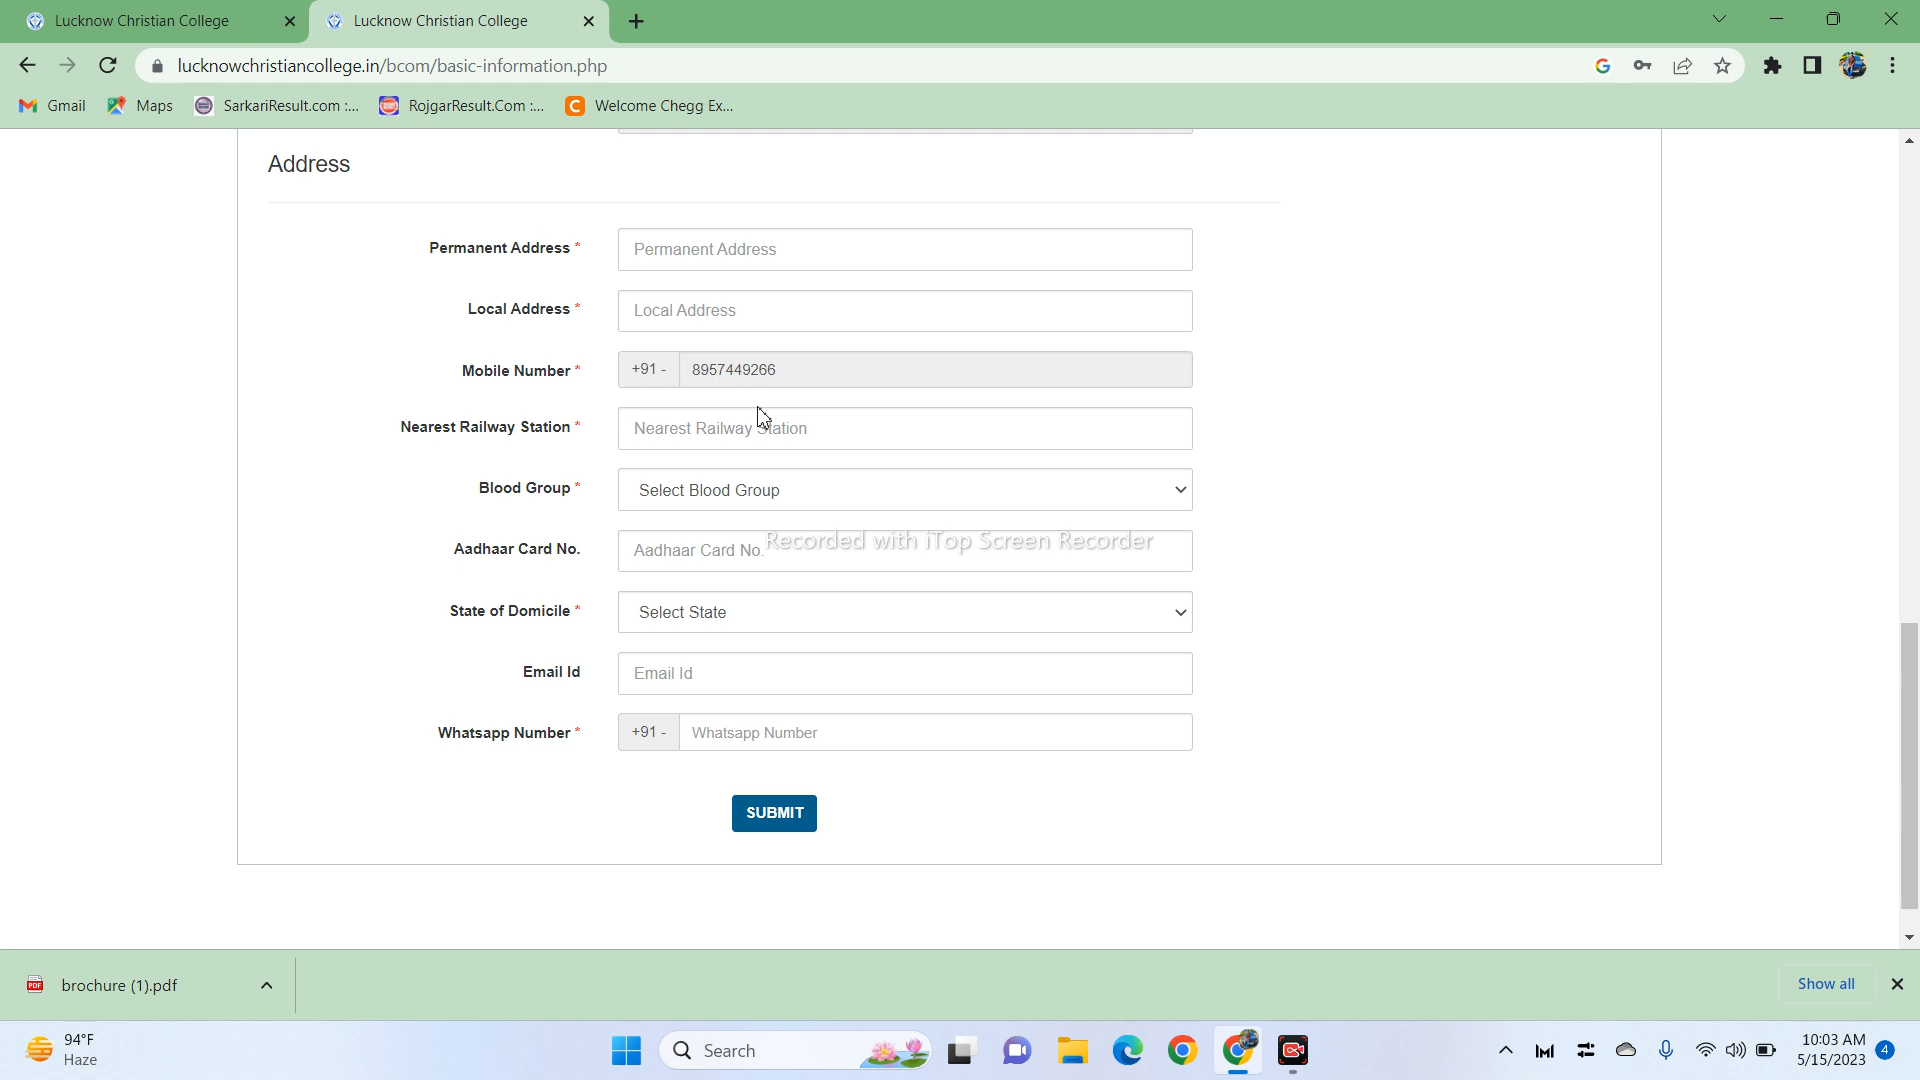 Lucknow Christian College
Lucknow Christian College
lucknowchristiancollege.in/bcom/basic-information.php
Gmail
Maps
SarkariResult.com :...
RojgarResult.Com :...
Welcome Chegg Ex...
Address
Permanent Address *
Permanent Address
Local Address *
Local Address
Mobile Number *
+91 -
8957449266
Nearest Railway Station *
Nearest Railway Station
Blood Group *
Select Blood Group
Aadhaar Card No.
Aadhaar Card No.
Recorded with iTop Screen Recorder
State of Domicile *
Select State
Email Id
Email Id
Whatsapp Number *
+91 -
Whatsapp Number
SUBMIT
brochure (1).pdf
Show all
94°F
Haze
Search
10:03 AM
5/15/2023
4